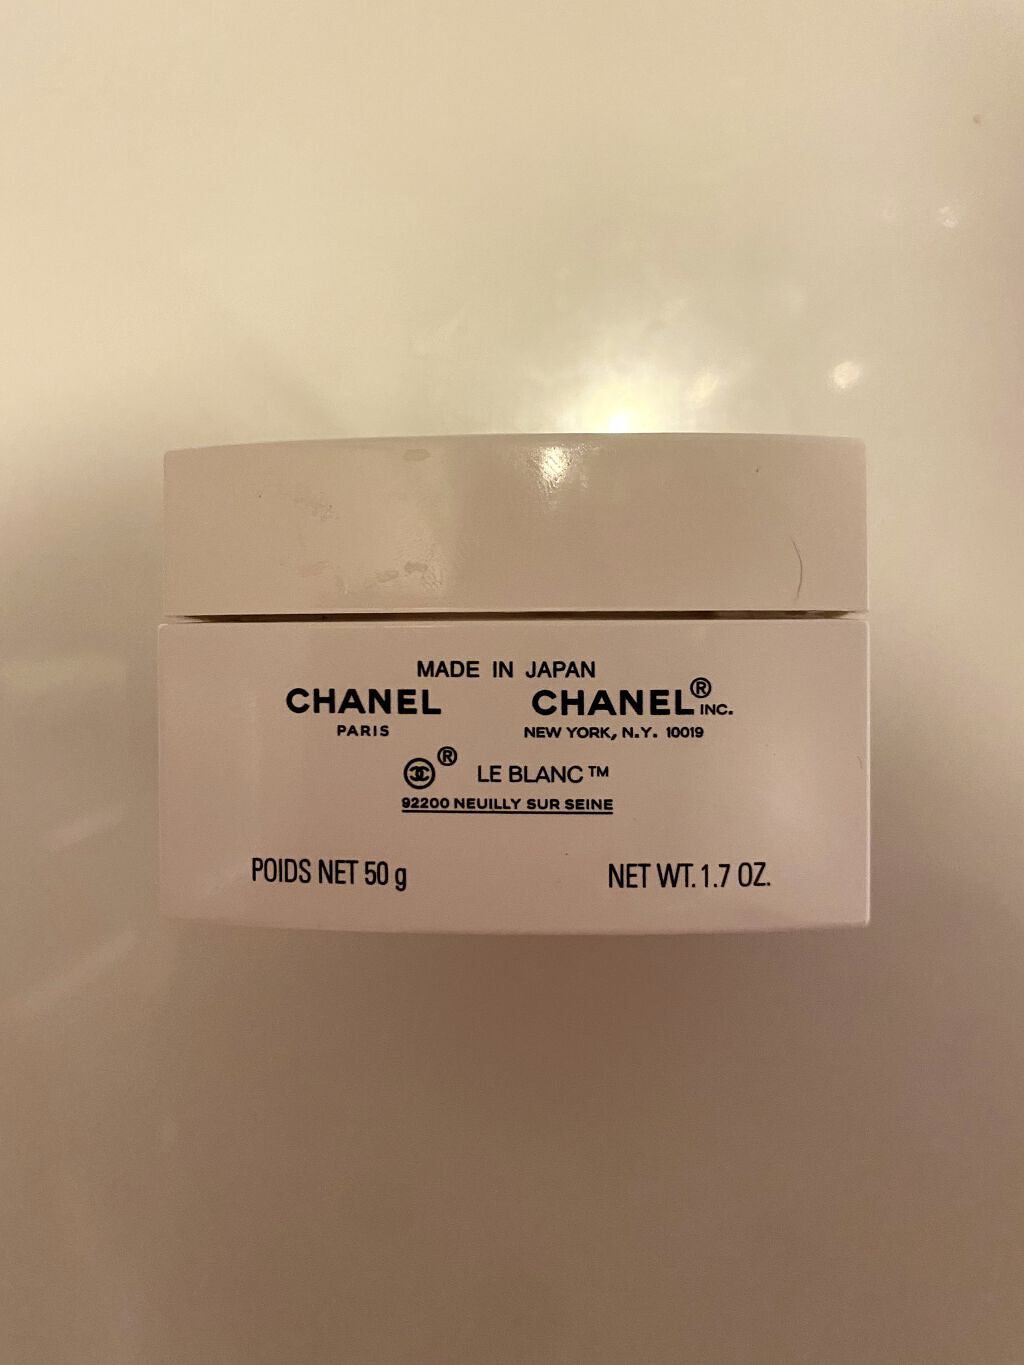 MADE IN JAPAN
CHANEL CHANEL® INC.
PARIS NEW YORK, N.Y. 10019
® LE BLANC™
92200 NEUILLY SUR SEINE
POIDS NET 50 g NET WT. 1.7 OZ.